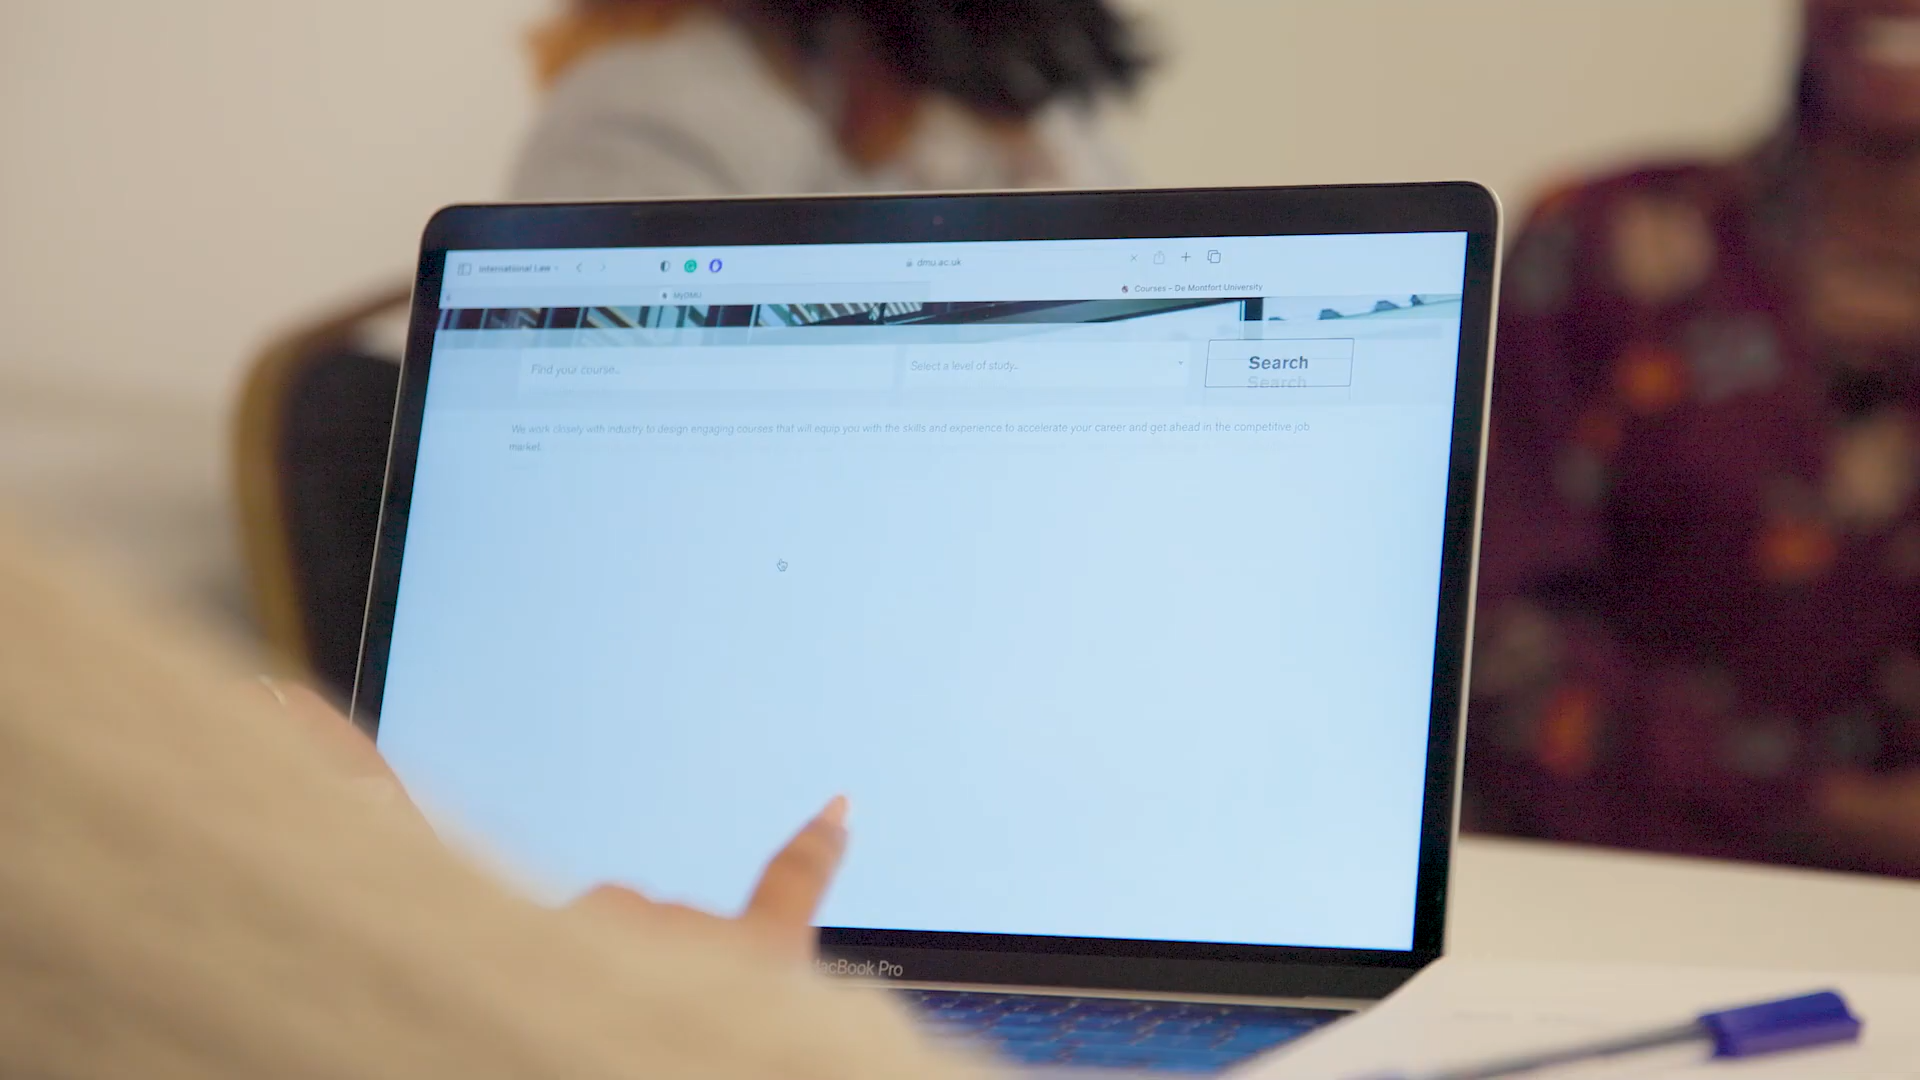 International Law
dmu.ac.uk
MyDMU
Courses – De Montfort University
Find your course..
Select a level of study..
Search
Search
We work closely with industry to design engaging courses that will equip you with the skills and experience to accelerate your career and get ahead in the competitive job
market.
MacBook Pro